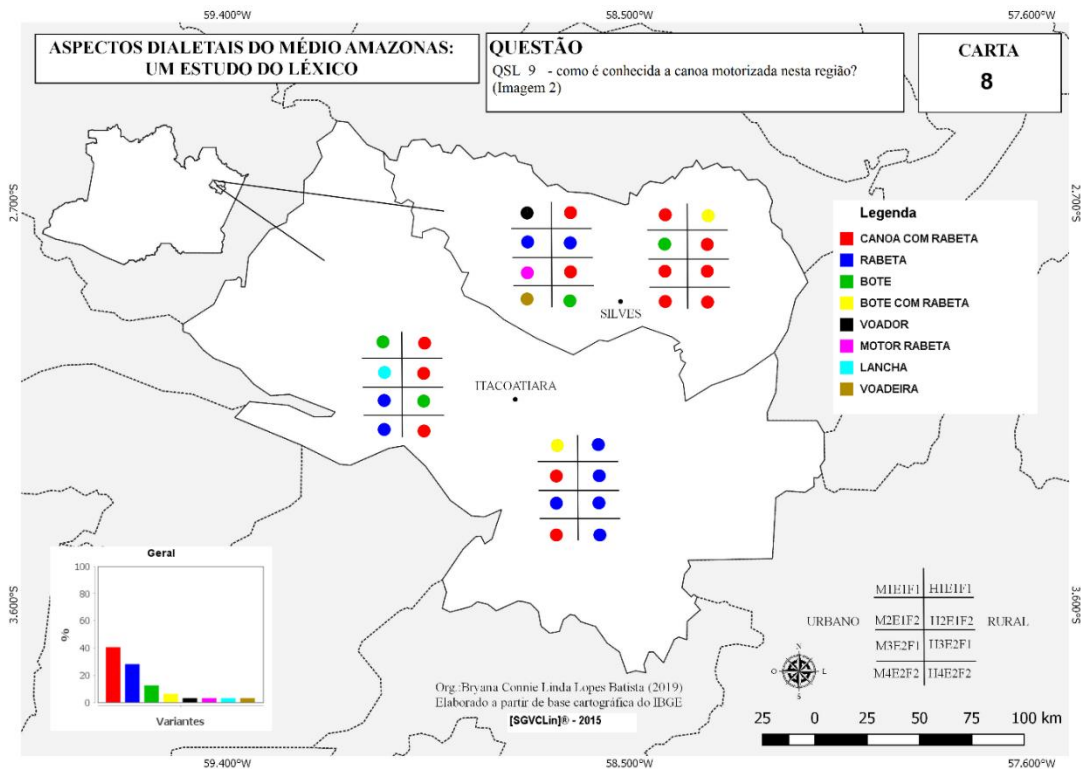 59.400°W 58.500°W 57.600°W
ASPECTOS DIALETAIS DO MÉDIO AMAZONAS:
UM ESTUDO DO LÉXICO
QUESTÃO
QSL 9 - como é conhecida a canoa motorizada nesta região?
(Imagem 2)
CARTA
8
2.700°S
2.700°S
SILVES
ITACOATIARA
Legenda
CANOA COM RABETA
RABETA
BOTE
BOTE COM RABETA
VOADOR
MOTOR RABETA
LANCHA
VOADEIRA
3.600°S
3.600°S
Geral
100
80
60
40
20
0
%
Variantes
M1E1F1 H1E1F1
URBANO M2E1F2 H2E1F2 RURAL
M3E2F1 H3E2F1
M4E2F2 H4E2F2
N
O L
S
Org.:Bryana Connie Linda Lopes Batista (2019)
Elaborado a partir de base cartográfica do IBGE
[SGVCLin]® - 2015
25 0 25 50 75 100 km
59.400°W 58.500°W 57.600°W